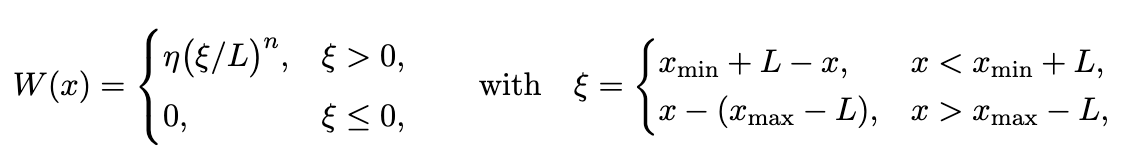 W(x) = { η(ξ/L)ⁿ, ξ > 0, 0, ξ ≤ 0, with ξ = { x_min + L − x, x < x_min + L, x − (x_max − L), x > x_max − L,